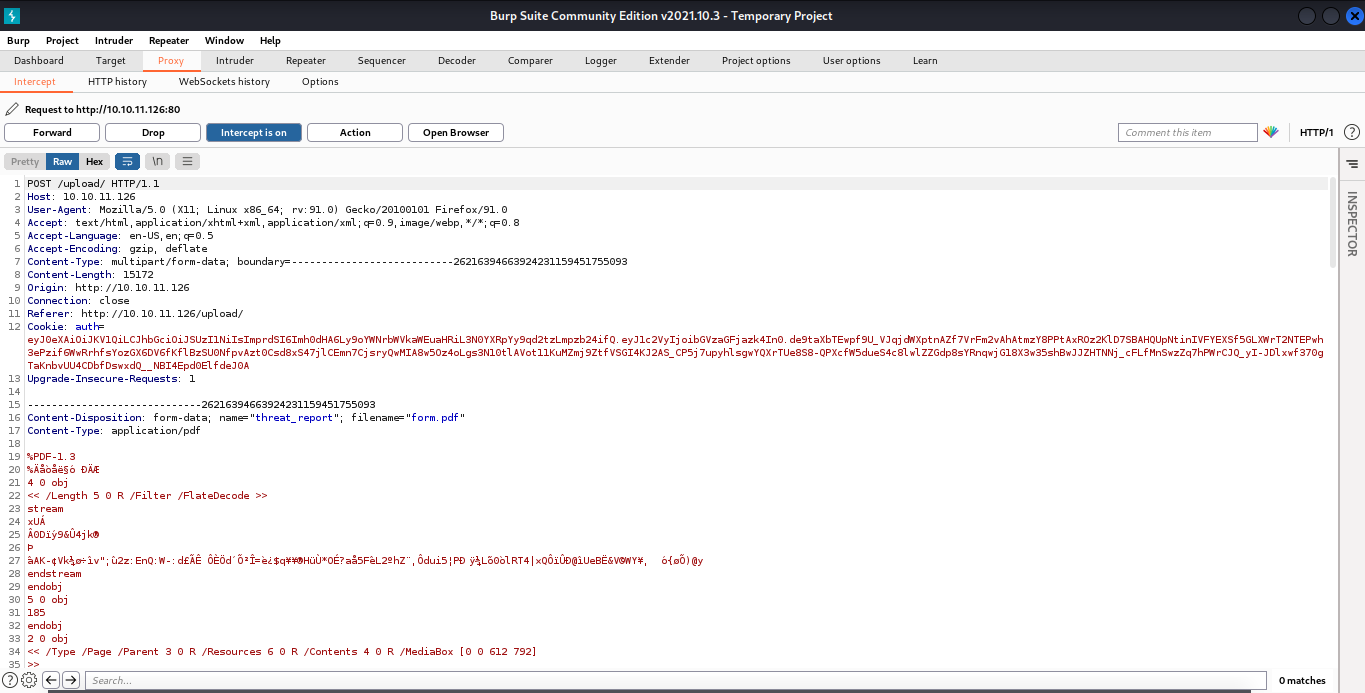 Burp Suite Community Edition v2021.10.3 - Temporary Project
Burp Project Intruder Repeater Window Help
Dashboard Target Proxy Intruder Repeater Sequencer Decoder Comparer Logger Extender Project options User options Learn
Intercept HTTP history WebSockets history Options
Request to http://10.10.11.126:80
Forward Drop Intercept is on Action Open Browser Comment this item HTTP/1 ?
Pretty Raw Hex \n
INSPECTOR
1 POST /upload/ HTTP/1.1
2 Host: 10.10.11.126
3 User-Agent: Mozilla/5.0 (X11; Linux x86_64; rv:91.0) Gecko/20100101 Firefox/91.0
4 Accept: text/html,application/xhtml+xml,application/xml;q=0.9,image/webp,*/*;q=0.8
5 Accept-Language: en-US,en;q=0.5
6 Accept-Encoding: gzip, deflate
7 Content-Type: multipart/form-data; boundary=---------------------------26216394663924231159451755093
8 Content-Length: 15172
9 Origin: http://10.10.11.126
10 Connection: close
11 Referer: http://10.10.11.126/upload/
12 Cookie: auth=
13 Upgrade-Insecure-Requests: 1
14
15 -----------------------------26216394663924231159451755093
16 Content-Disposition: form-data; name="threat_report"; filename="form.pdf"
17 Content-Type: application/pdf
18
19 %PDF-1.3
20
21 4 0 obj
22 << /Length 5 0 R /Filter /FlateDecode >>
23 stream
24 xUÁ
25
26 Þ
27
28 endstream
29 endobj
30 5 0 obj
31 185
32 endobj
33 2 0 obj
34 << /Type /Page /Parent 3 0 R /Resources 6 0 R /Contents 4 0 R /MediaBox [0 0 612 792]
35 >>
? Search... 0 matches